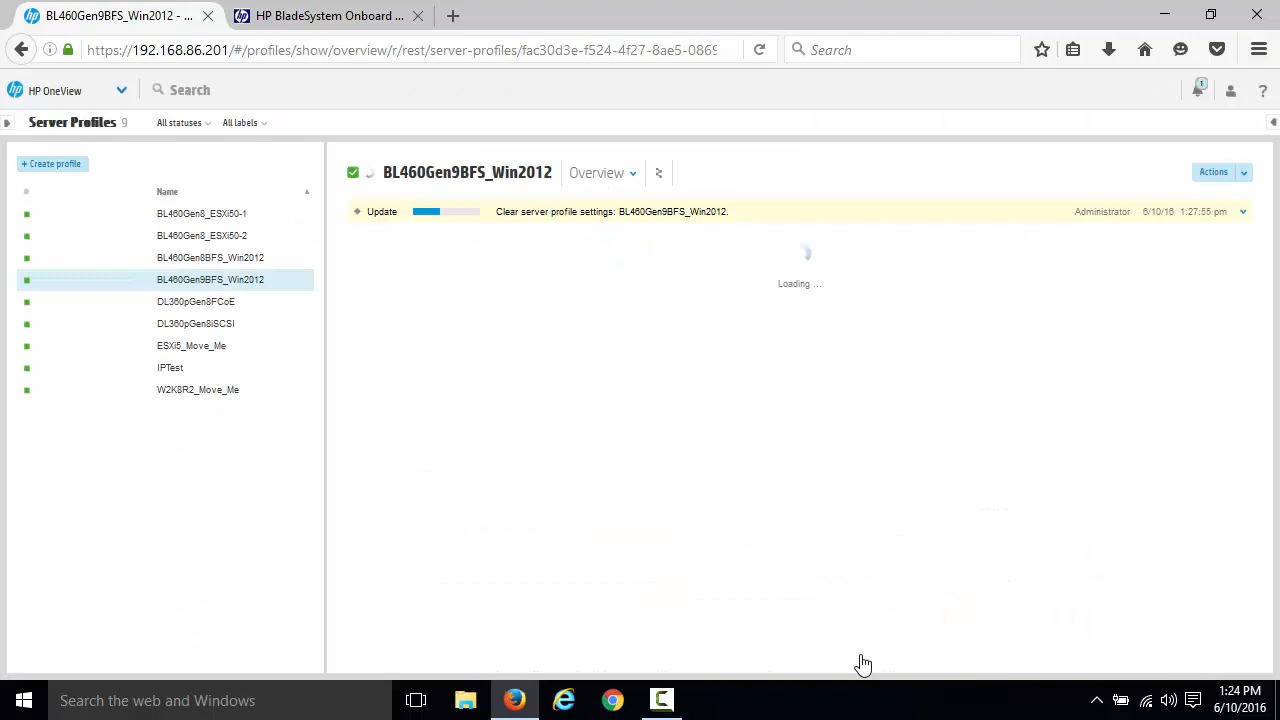 BL460Gen9BFS_Win2012 - ...
HP BladeSystem Onboard ...
https://192.168.86.201/#/profiles/show/overview/r/rest/server-profiles/fac30d3e-f524-4f27-8ae5-0869
Search
hp HP OneView
Search
1
?
Server Profiles 9
All statuses
All labels
+ Create profile
Name
BL460Gen8_ESXi50-1
BL460Gen8_ESXi50-2
BL460Gen8BFS_Win2012
BL460Gen9BFS_Win2012
DL360pGen8FCoE
DL360pGen8iSCSI
ESXi5_Move_Me
IPTest
W2K8R2_Move_Me
BL460Gen9BFS_Win2012
Overview
Actions
Update
Clear server profile settings: BL460Gen9BFS_Win2012.
Administrator
6/10/16 1:27:55 pm
Loading ...
Search the web and Windows
1:24 PM
6/10/2016